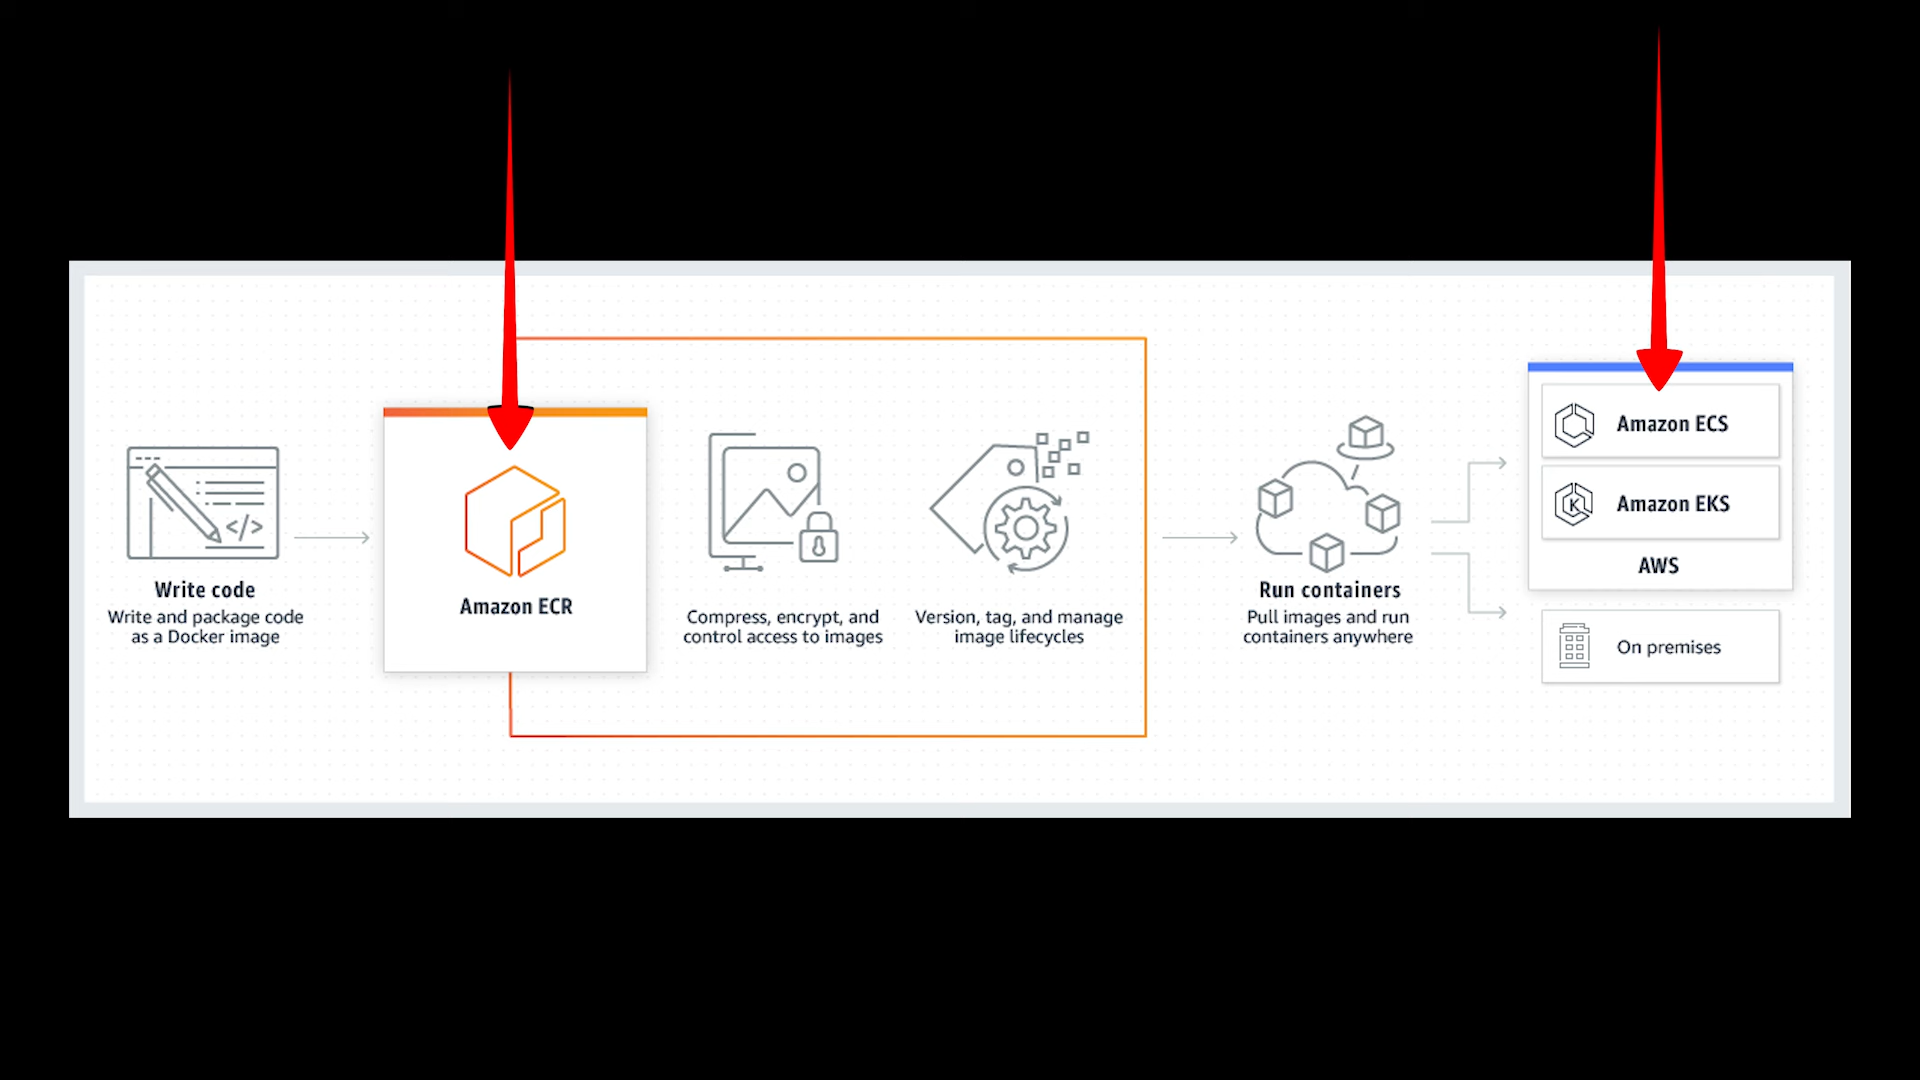 Write code
Write and package code
as a Docker image
</>
Amazon ECR
Compress, encrypt, and
control access to images
Version, tag, and manage
image lifecycles
Run containers
Pull images and run
containers anywhere
Amazon ECS
K
Amazon EKS
AWS
On premises